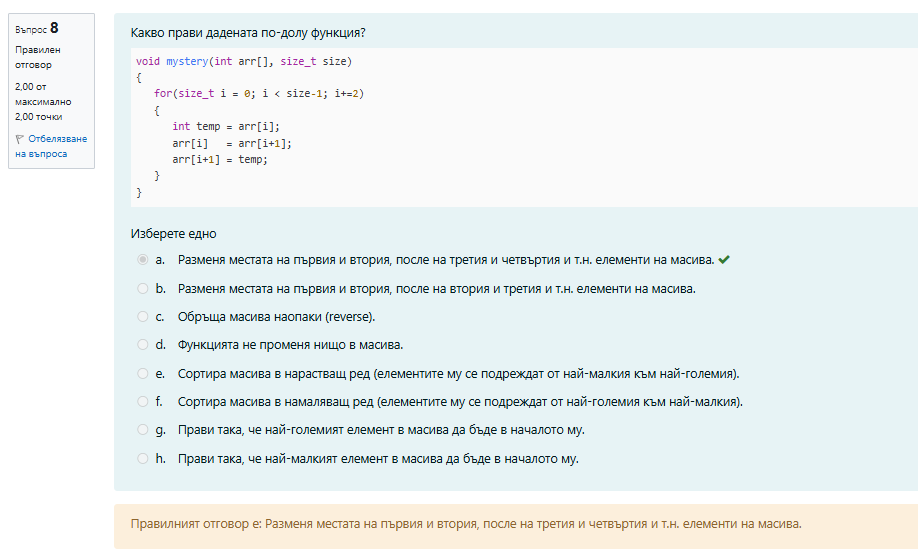 Въпрос 8
Правилен
отговор
2,00 от
максимално
2,00 точки
Отбелязване
на въпроса
Какво прави дадената по-долу функция?
void mystery(int arr[], size_t size)
{
   for(size_t i = 0; i < size-1; i+=2)
   {
      int temp = arr[i];
      arr[i]   = arr[i+1];
      arr[i+1] = temp;
   }
}
Изберете едно
a. Разменя местата на първия и втория, после на третия и четвъртия и т.н. елементи на масива.
b. Разменя местата на първия и втория, после на втория и третия и т.н. елементи на масива.
c. Обръща масива наопаки (reverse).
d. Функцията не променя нищо в масива.
e. Сортира масива в нарастващ ред (елементите му се подреждат от най-малкия към най-големия).
f. Сортира масива в намаляващ ред (елементите му се подреждат от най-големия към най-малкия).
g. Прави така, че най-големият елемент в масива да бъде в началото му.
h. Прави така, че най-малкият елемент в масива да бъде в началото му.
Правилният отговор е: Разменя местата на първия и втория, после на третия и четвъртия и т.н. елементи на масива.